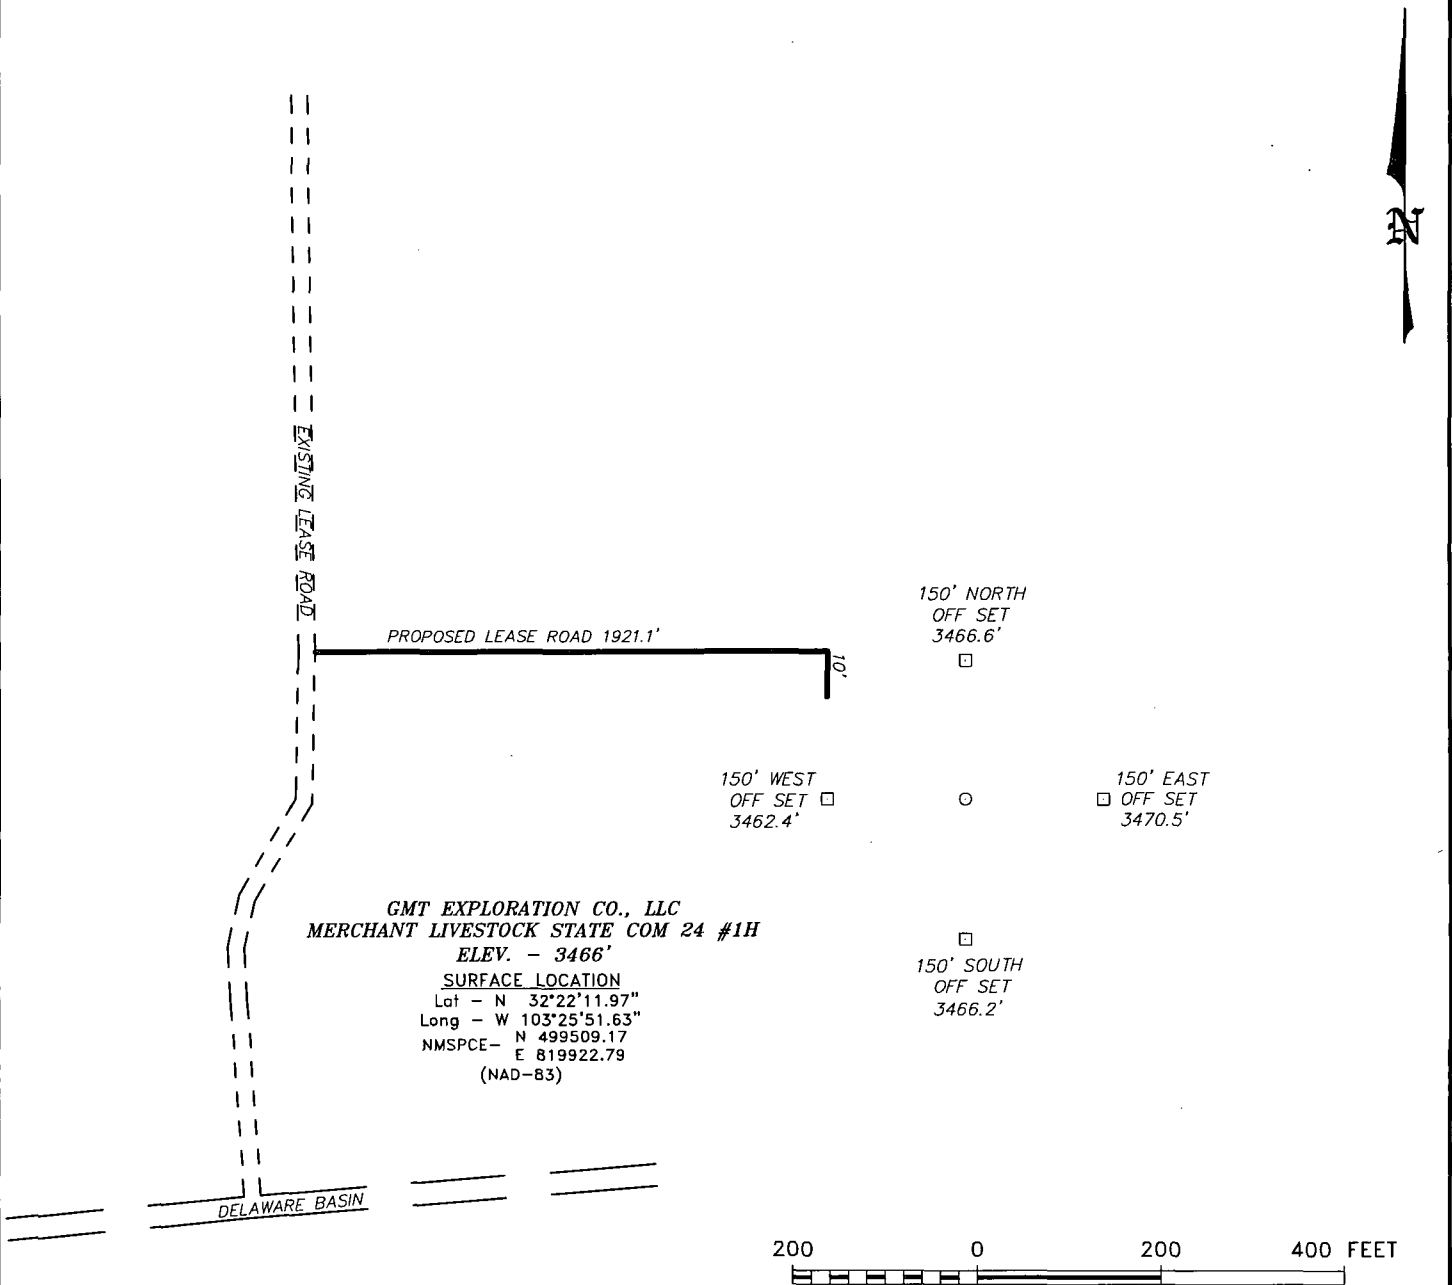 N
EXISTING LEASE ROAD
150' NORTH
OFF SET
3466.6'
PROPOSED LEASE ROAD 1921.1'
10'
150' WEST
OFF SET
3462.4'
150' EAST
OFF SET
3470.5'
GMT EXPLORATION CO., LLC
MERCHANT LIVESTOCK STATE COM 24 #1H
ELEV. - 3466'
SURFACE LOCATION
Lat - N 32°22'11.97"
Long - W 103°25'51.63"
NMSPCE- N 499509.17
E 819922.79
(NAD-83)
150' SOUTH
OFF SET
3466.2'
DELAWARE BASIN
200 0 200 400 FEET